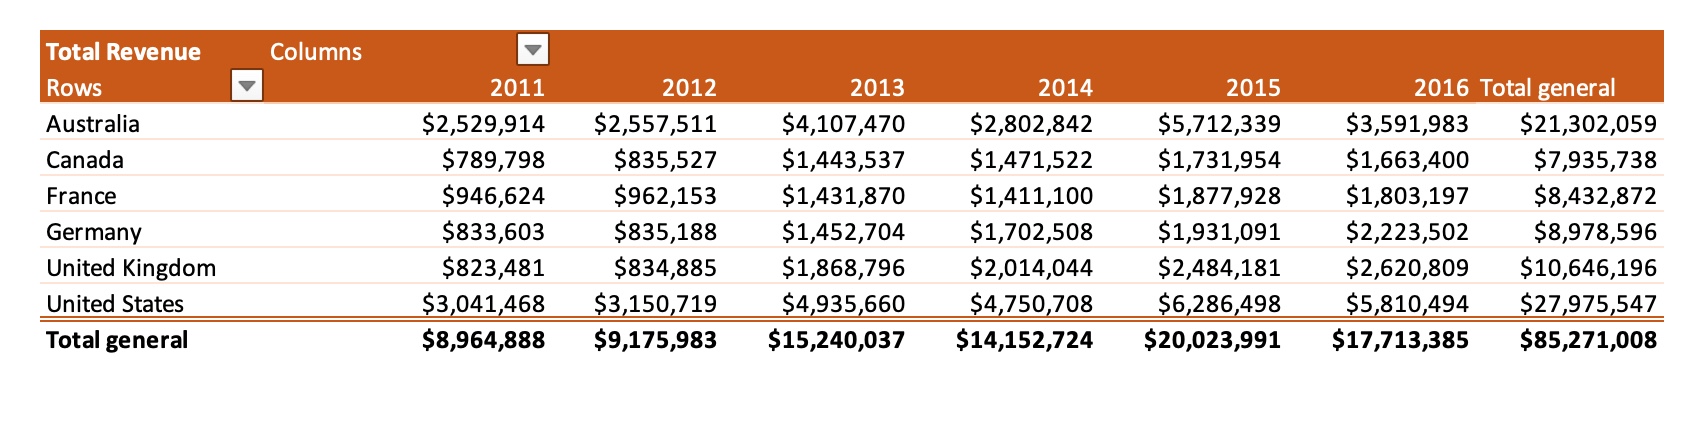 Total Revenue Columns
Rows 2011 2012 2013 2014 2015 2016 Total general
Australia $2,529,914 $2,557,511 $4,107,470 $2,802,842 $5,712,339 $3,591,983 $21,302,059
Canada $789,798 $835,527 $1,443,537 $1,471,522 $1,731,954 $1,663,400 $7,935,738
France $946,624 $962,153 $1,431,870 $1,411,100 $1,877,928 $1,803,197 $8,432,872
Germany $833,603 $835,188 $1,452,704 $1,702,508 $1,931,091 $2,223,502 $8,978,596
United Kingdom $823,481 $834,885 $1,868,796 $2,014,044 $2,484,181 $2,620,809 $10,646,196
United States $3,041,468 $3,150,719 $4,935,660 $4,750,708 $6,286,498 $5,810,494 $27,975,547
Total general $8,964,888 $9,175,983 $15,240,037 $14,152,724 $20,023,991 $17,713,385 $85,271,008